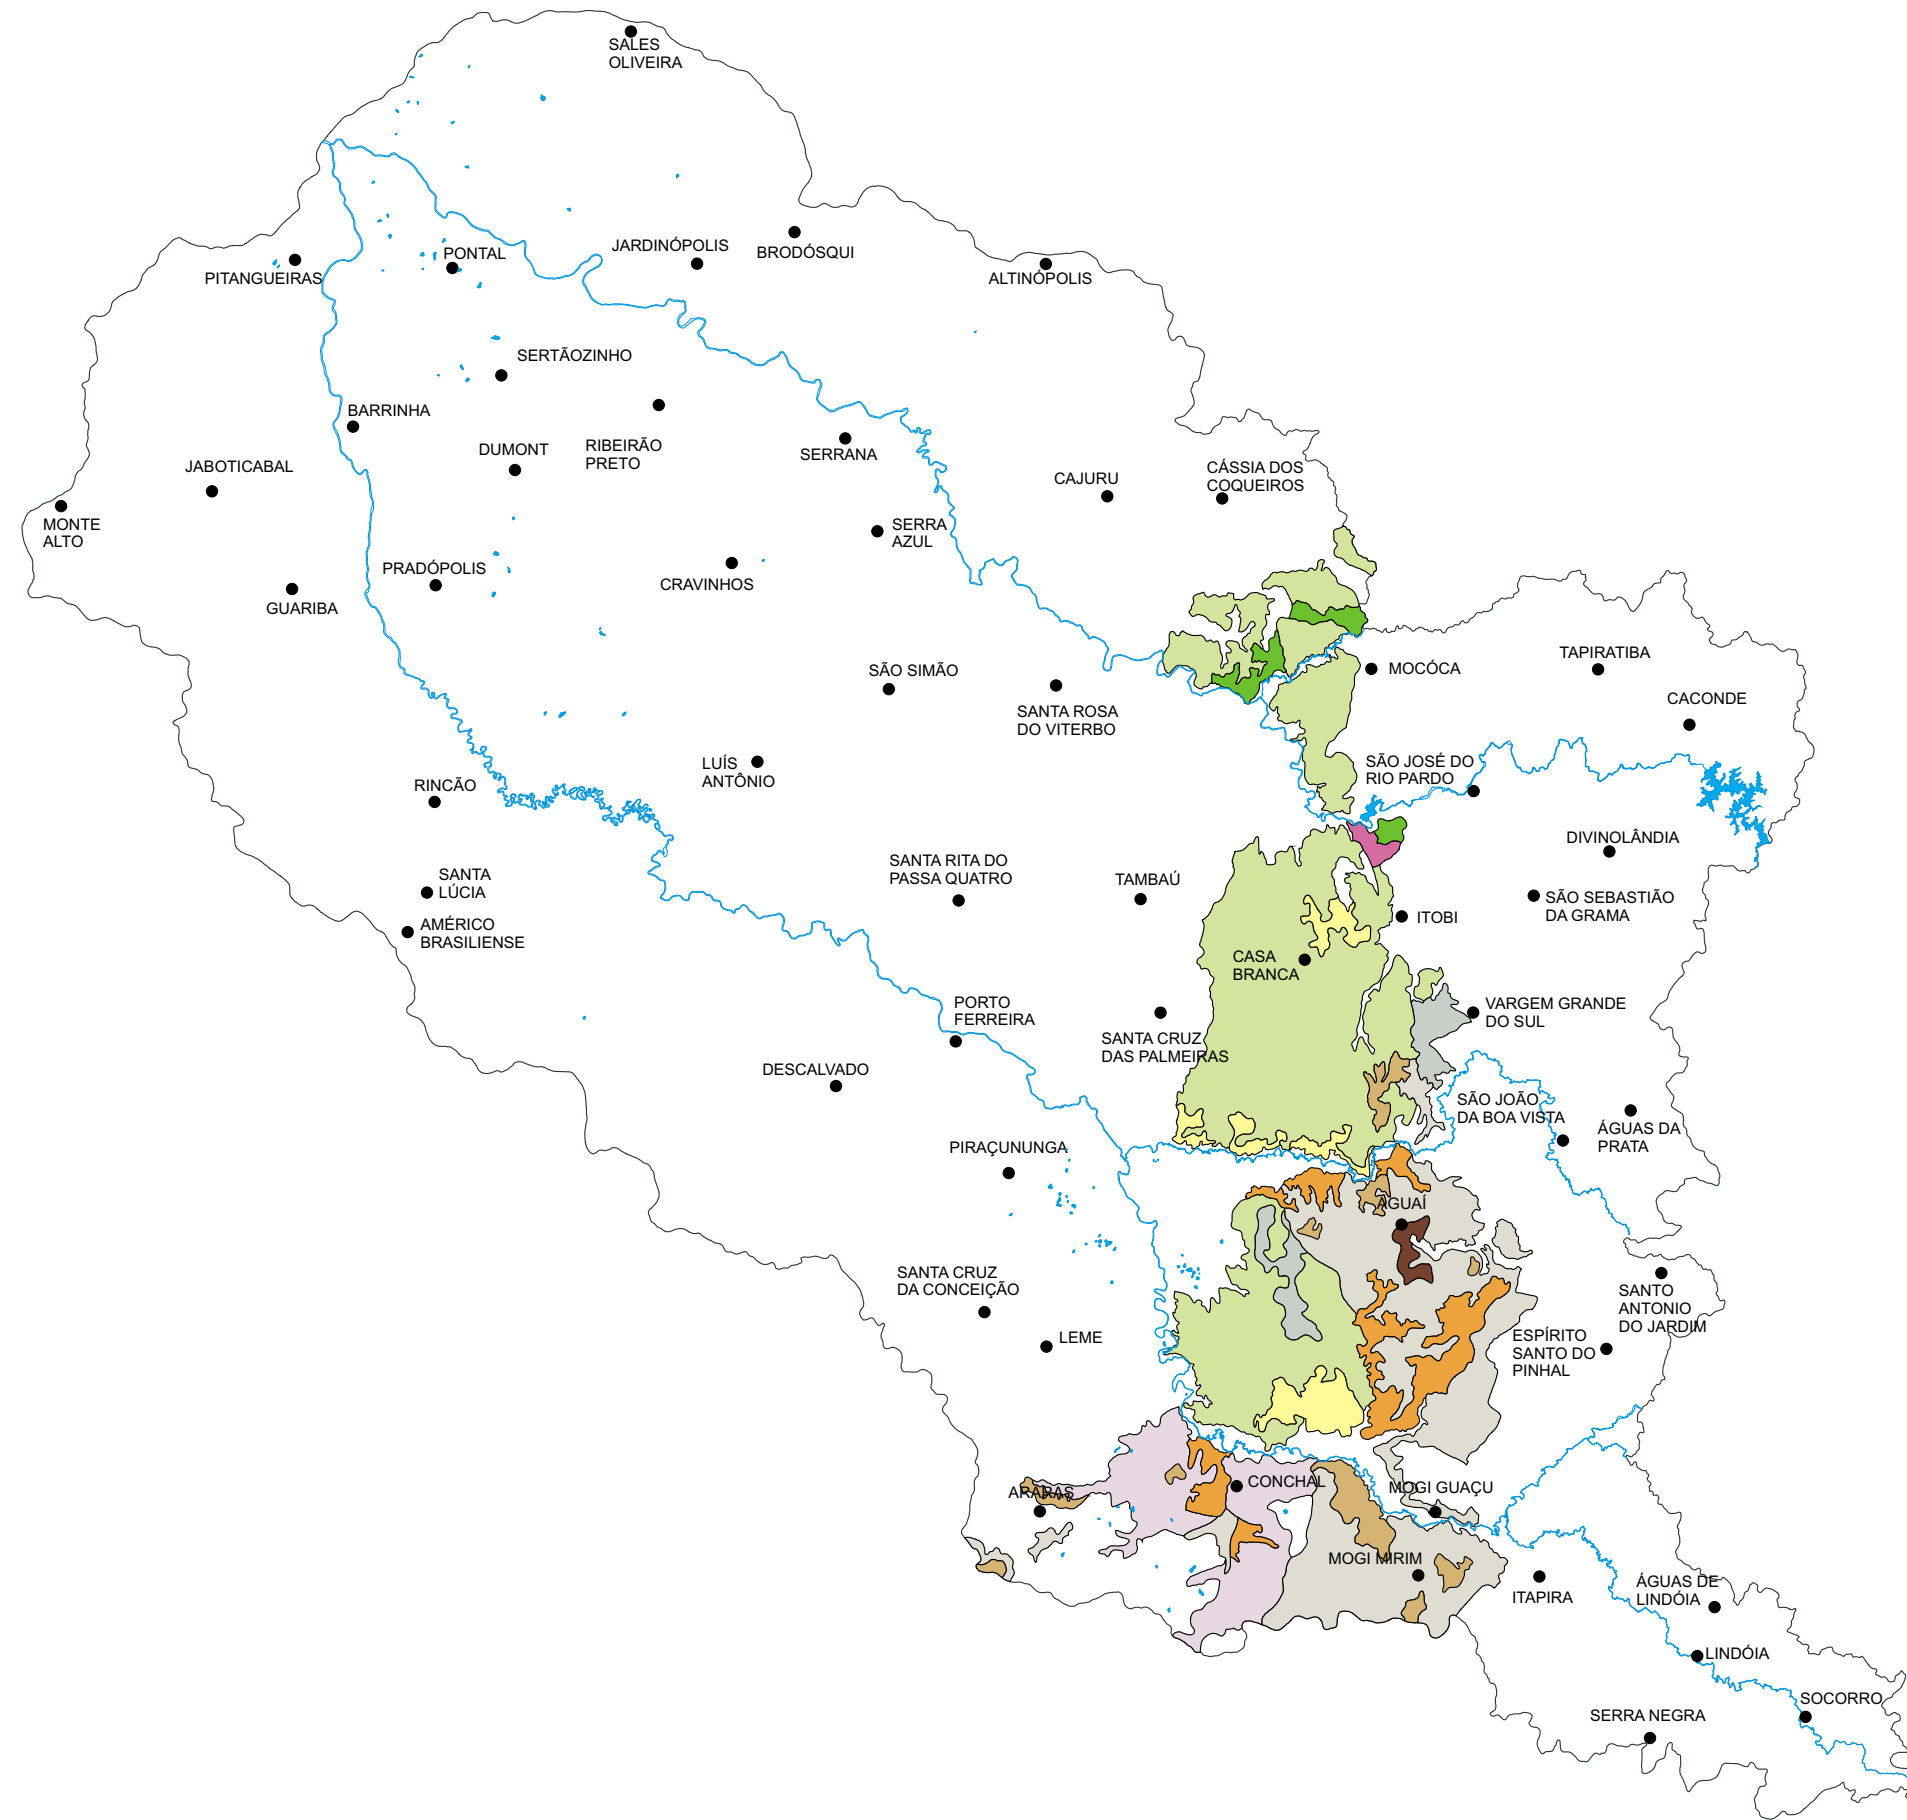 SALES
OLIVEIRA
JARDINÓPOLIS
BRODÓSQUI
PONTAL
PITANGUEIRAS
ALTINÓPOLIS
SERTÃOZINHO
BARRINHA
DUMONT
RIBEIRÃO
PRETO
SERRANA
JABOTICABAL
CAJURU
CÁSSIA DOS
COQUEIROS
MONTE
ALTO
SERRA
AZUL
PRADÓPOLIS
CRAVINHOS
GUARIBA
SÃO SIMÃO
MOCÓCA
TAPIRATIBA
SANTA ROSA
DO VITERBO
CACONDE
LUÍS
ANTÔNIO
SÃO JOSÉ DO
RIO PARDO
RINCÃO
DIVINOLÂNDIA
SANTA RITA DO
PASSA QUATRO
TAMBAÚ
SANTA
LÚCIA
SÃO SEBASTIÃO
DA GRAMA
ITOBI
AMÉRICO
BRASILIENSE
CASA
BRANCA
PORTO
FERREIRA
VARGEM GRANDE
DO SUL
SANTA CRUZ
DAS PALMEIRAS
DESCALVADO
SÃO JOÃO
DA BOA VISTA
ÁGUAS DA
PRATA
PIRAÇUNUNGA
AGUAÍ
SANTA CRUZ
DA CONCEIÇÃO
SANTO
ANTONIO
DO JARDIM
LEME
ESPÍRITO
SANTO DO
PINHAL
CONCHAL
MOGI GUAÇU
ARARAS
MOGI MIRIM
ITAPIRA
ÁGUAS DE
LINDÓIA
LINDÓIA
SOCORRO
SERRA NEGRA